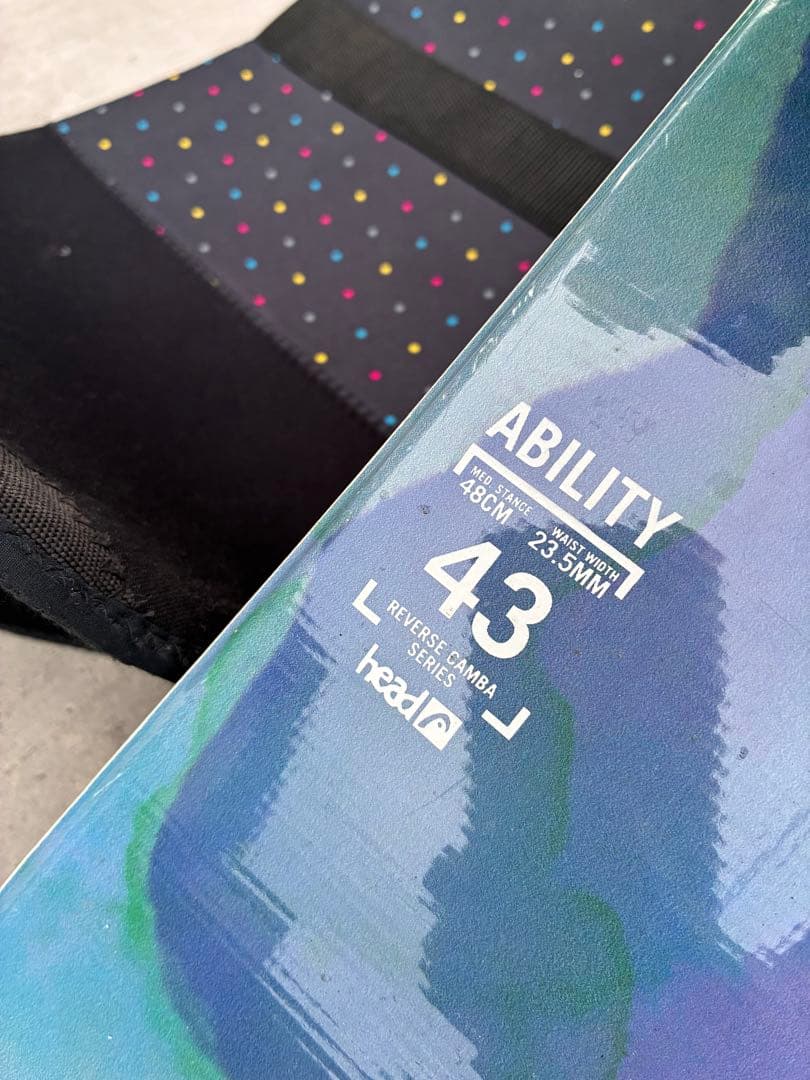 ABILITY
MED STANCE
48CM
WAIST WIDTH
23.5MM
43
REVERSE CAMBA
SERIES
head